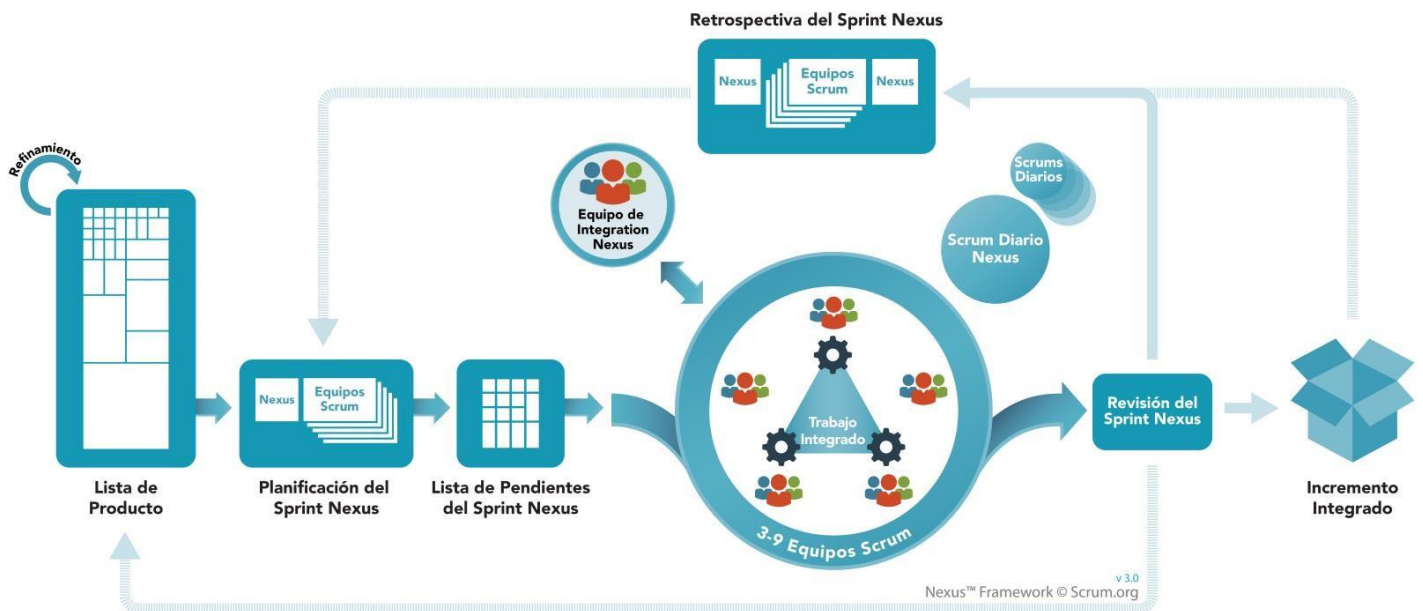 Retrospectiva del Sprint Nexus
Nexus
Equipos
Scrum
Nexus
Refinamiento
Equipo de
Integration
Nexus
Scrums
Diarios
Scrum Diario
Nexus
Nexus
Equipos
Scrum
Trabajo
Integrado
Revisión del
Sprint Nexus
Lista de
Producto
Planificación del
Sprint Nexus
Lista de Pendientes
del Sprint Nexus
3-9 Equipos Scrum
Incremento
Integrado
v 3.0
Nexus™ Framework © Scrum.org